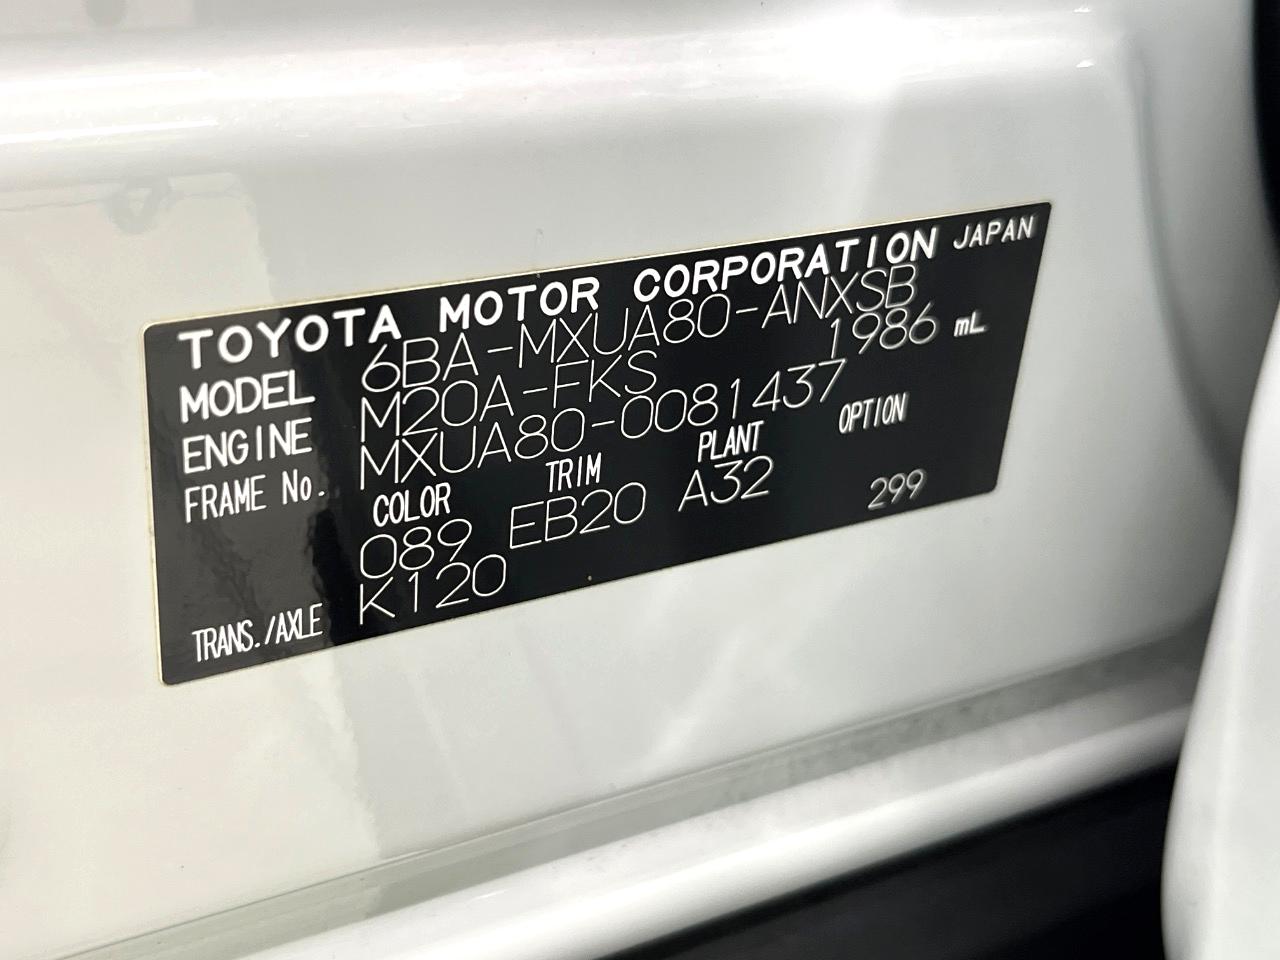 TOYOTA MOTOR CORPORATION JAPAN
MODEL 6BA-MXUA80-ANXSB
ENGINE M20A-FKS 1986 mL
FRAME No. MXUA80-0081437
COLOR TRIM PLANT OPTION
089 EB20 A32 299
TRANS./AXLE K120